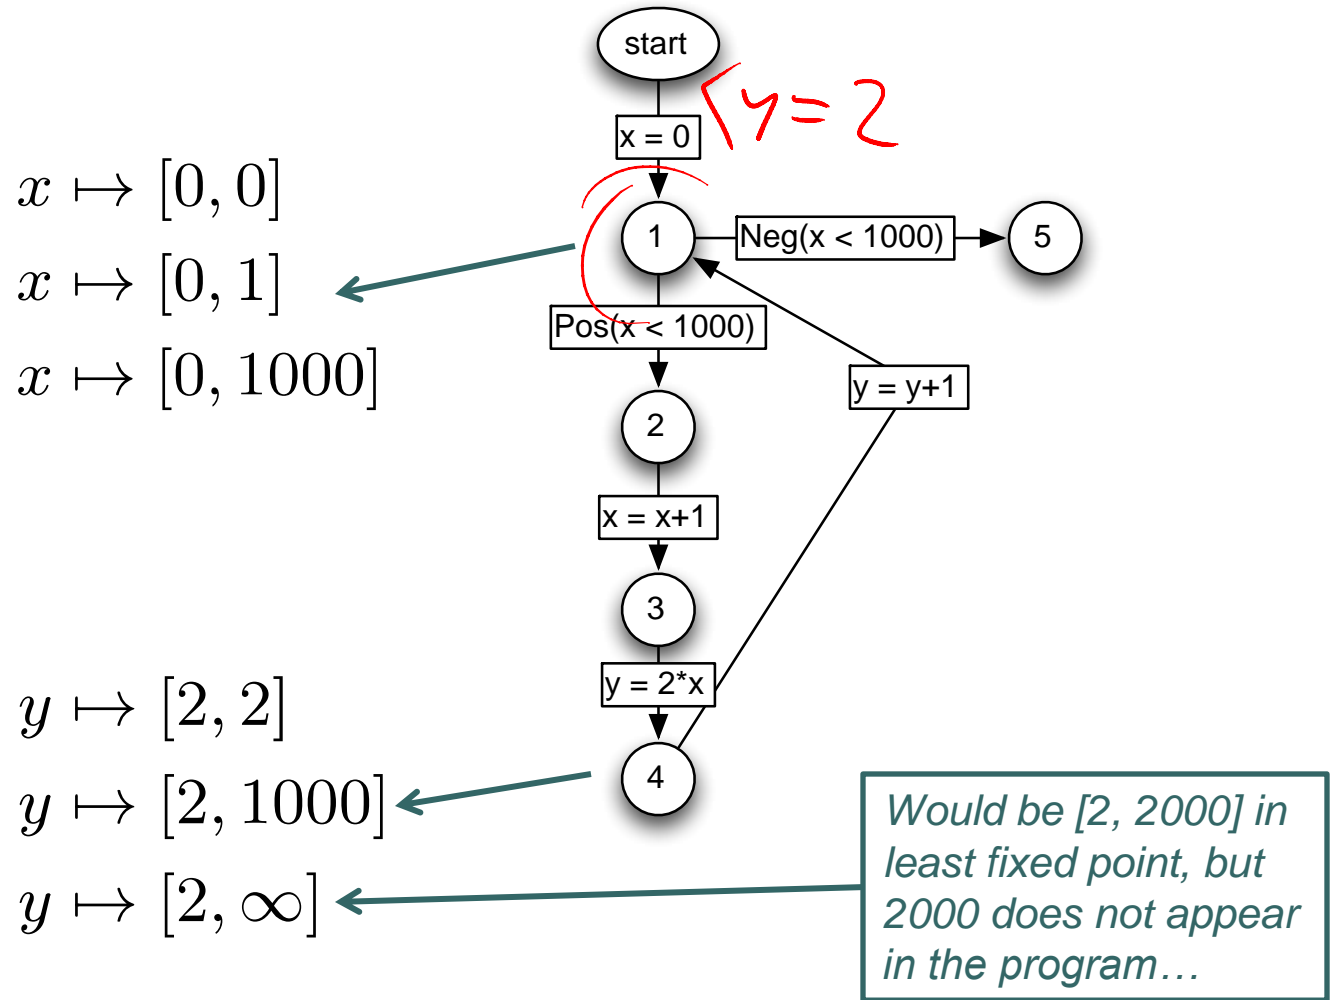 start
y=2
x = 0
x ↦ [0, 0]
1
Neg(x < 1000)
5
x ↦ [0, 1]
Pos(x < 1000)
x ↦ [0, 1000]
y = y+1
2
x = x+1
3
y = 2*x
y ↦ [2, 2]
4
y ↦ [2, 1000]
y ↦ [2, ∞]
Would be [2, 2000] in
least fixed point, but
2000 does not appear
in the program…